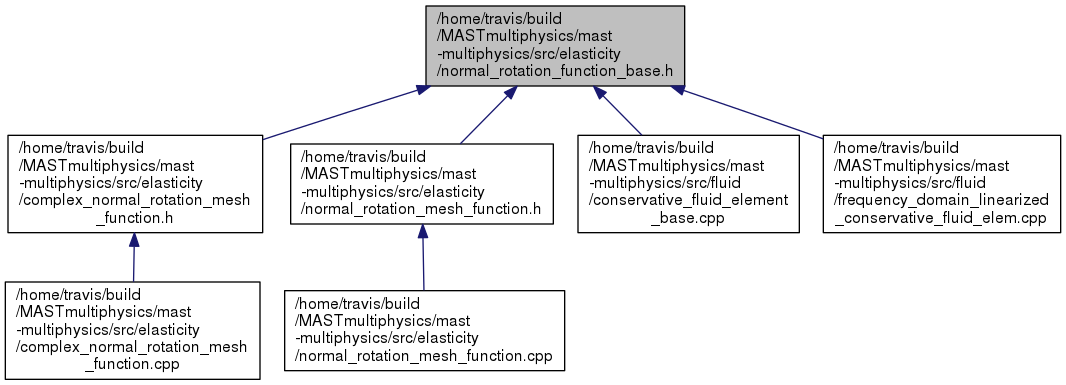 /home/travis/build
/MASTmultiphysics/mast
-multiphysics/src/elasticity
/normal_rotation_function_base.h
/home/travis/build
/MASTmultiphysics/mast
-multiphysics/src/elasticity
/complex_normal_rotation_mesh
_function.h
/home/travis/build
/MASTmultiphysics/mast
-multiphysics/src/elasticity
/normal_rotation_mesh_function.h
/home/travis/build
/MASTmultiphysics/mast
-multiphysics/src/fluid
/conservative_fluid_element
_base.cpp
/home/travis/build
/MASTmultiphysics/mast
-multiphysics/src/fluid
/frequency_domain_linearized
_conservative_fluid_elem.cpp
/home/travis/build
/MASTmultiphysics/mast
-multiphysics/src/elasticity
/complex_normal_rotation_mesh
_function.cpp
/home/travis/build
/MASTmultiphysics/mast
-multiphysics/src/elasticity
/normal_rotation_mesh_function.cpp